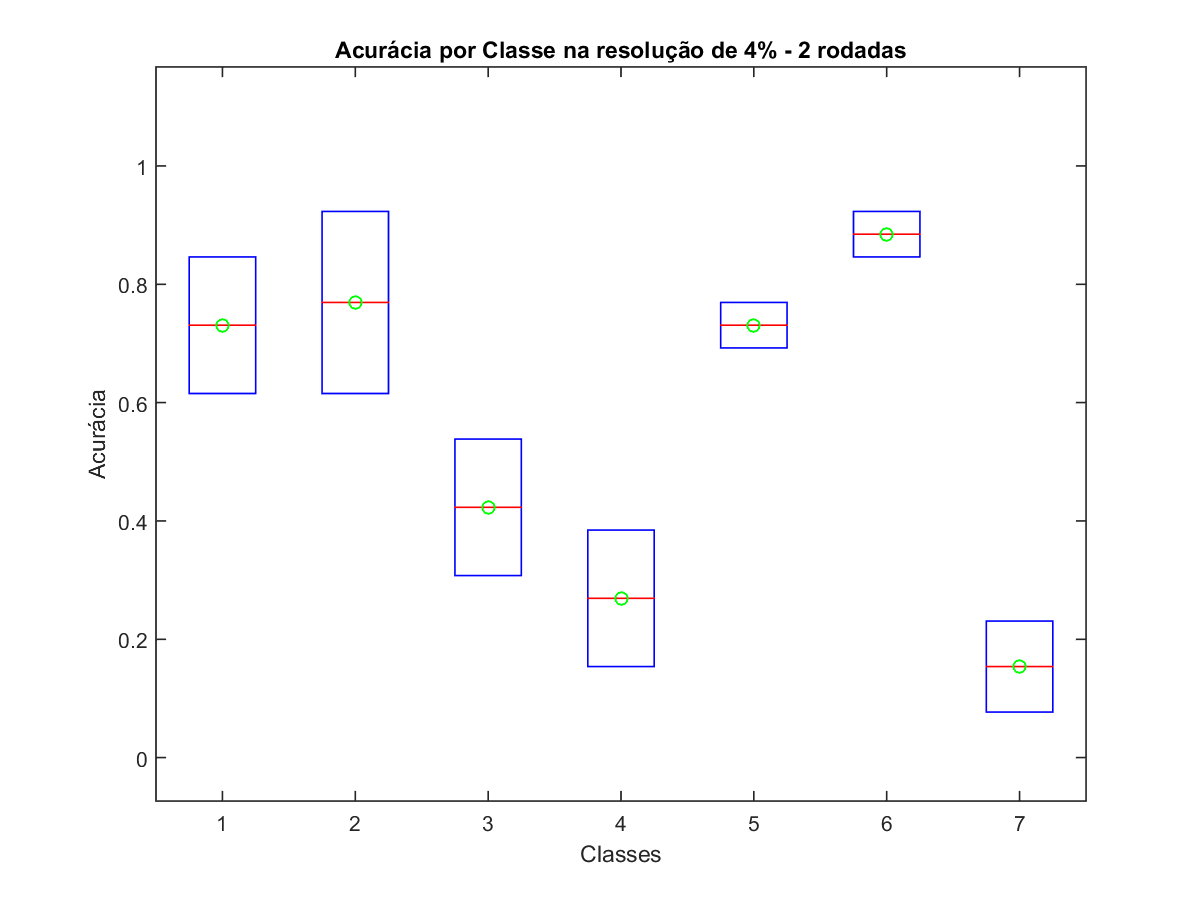 Acurácia por Classe na resolução de 4% - 2 rodadas
1
0.8
0.6
0.4
0.2
0
Acurácia
1 2 3 4 5 6 7
Classes